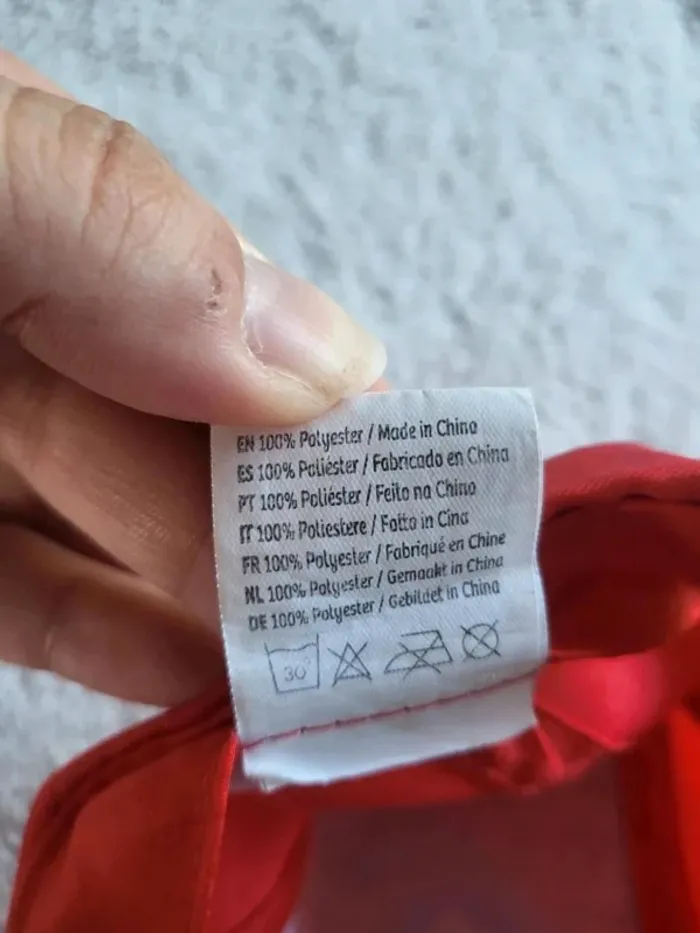 EN 100% Polyester / Made in China
ES 100% Poliéster / Fabricado en China
PT 100% Poliéster / Feito na China
IT 100% Poliestere / Fatto in Cina
FR 100% Polyester / Fabriqué en Chine
NL 100% Polyester / Gemaakt in China
DE 100% Polyester / Gebildet in China
30°